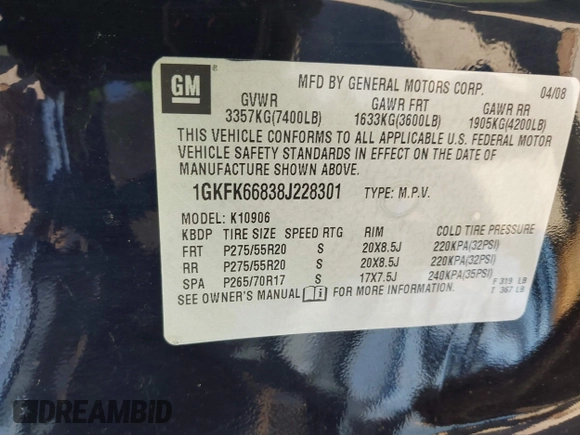 GM ®
MFD BY GENERAL MOTORS CORP. 04/08
GVWR GAWR FRT GAWR RR
3357KG(7400LB) 1633KG(3600LB) 1905KG(4200LB)
THIS VEHICLE CONFORMS TO ALL APPLICABLE U.S. FEDERAL MOTOR
VEHICLE SAFETY STANDARDS IN EFFECT ON THE DATE OF
MANUFACTURE SHOWN ABOVE.
1GKFK66838J228301 TYPE: M.P.V.
MODEL: K10906
KBDP TIRE SIZE SPEED RTG RIM COLD TIRE PRESSURE
FRT P275/55R20 S 20X8.5J 220KPA(32PSI)
RR P275/55R20 S 20X8.5J 220KPA(32PSI)
SPA P265/70R17 S 17X7.5J 240KPA(35PSI)
F 319 LB
SEE OWNER'S MANUAL FOR MORE INFORMATION. T 367 LB
DREAMBID